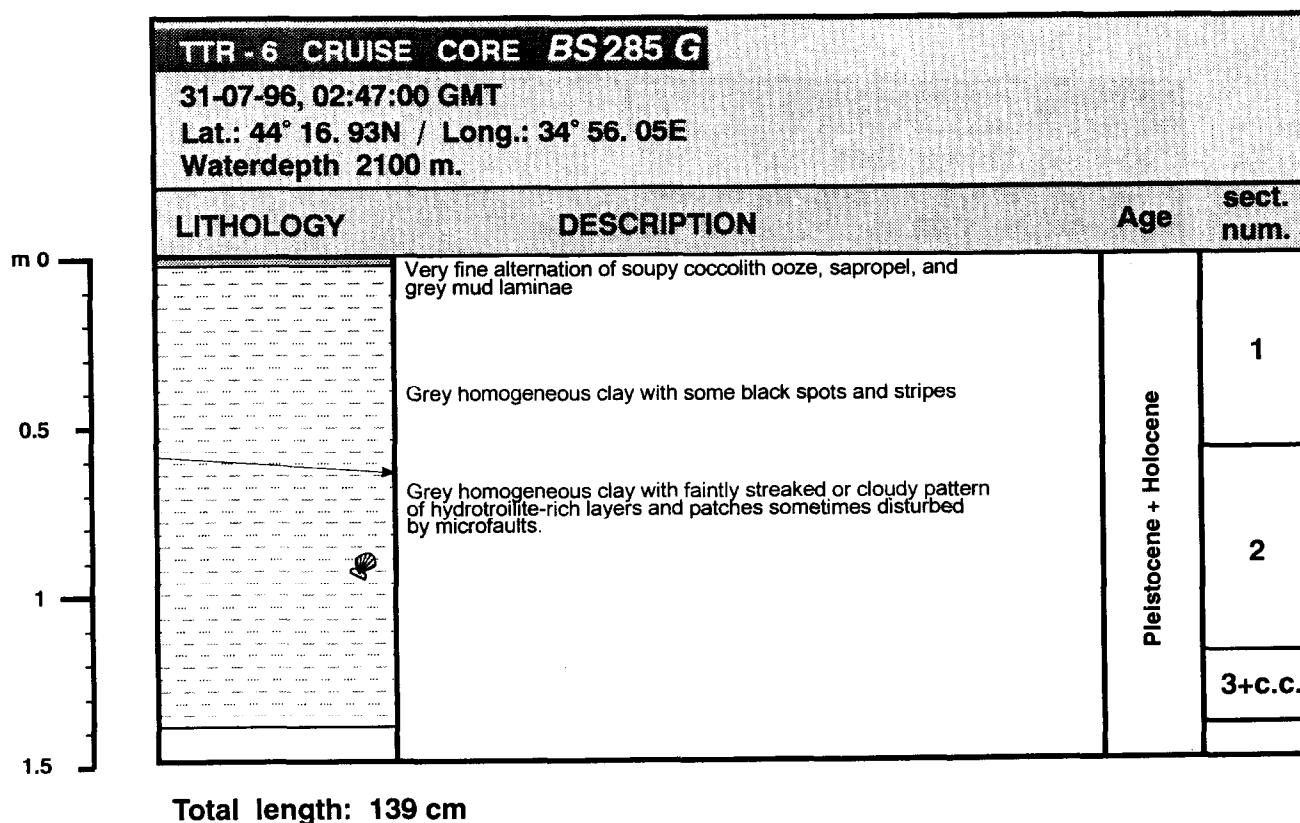 TTR - 6 CRUISE CORE BS 285 G
31-07-96, 02:47:00 GMT
Lat.: 44° 16. 93N / Long.: 34° 56. 05E
Waterdepth 2100 m.
LITHOLOGY DESCRIPTION Age sect. num.
m 0
Very fine alternation of soupy coccolith ooze, sapropel, and
grey mud laminae
1
Grey homogeneous clay with some black spots and stripes
0.5
Grey homogeneous clay with faintly streaked or cloudy pattern
of hydrotroilite-rich layers and patches sometimes disturbed
by microfaults.
Pleistocene + Holocene
2
1
3+c.c.
1.5
Total length: 139 cm